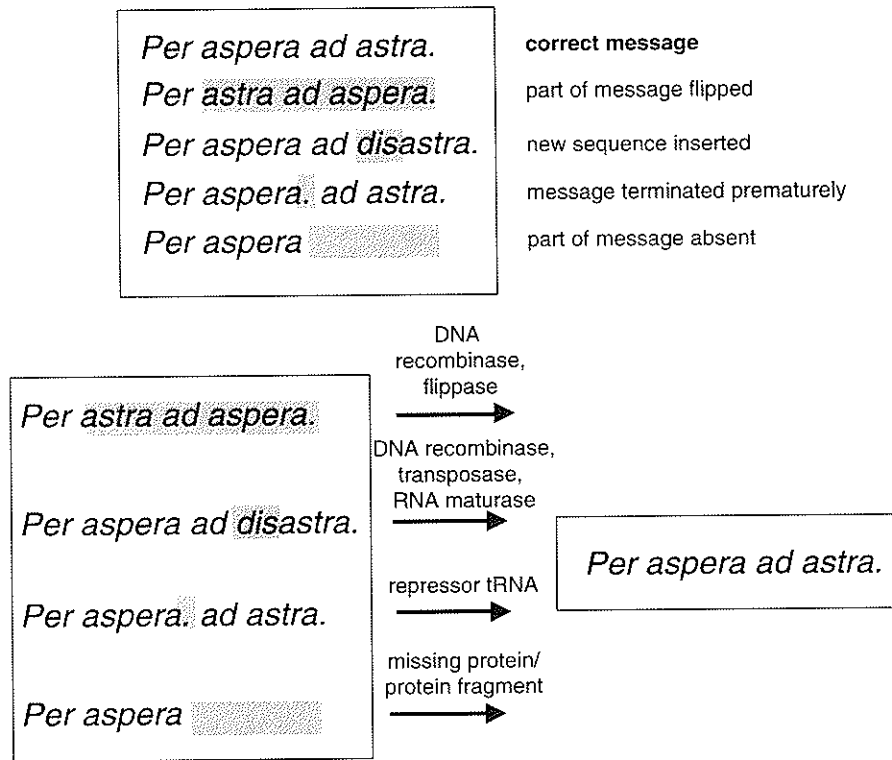 Per aspera ad astra. correct message
Per astra ad aspera. part of message flipped
Per aspera ad disastra. new sequence inserted
Per aspera. ad astra. message terminated prematurely
Per aspera part of message absent
DNA
recombinase,
flippase
Per astra ad aspera.
DNA recombinase,
transposase,
RNA maturase
Per aspera ad disastra.
Per aspera ad astra.
repressor tRNA
Per aspera. ad astra.
missing protein/
protein fragment
Per aspera